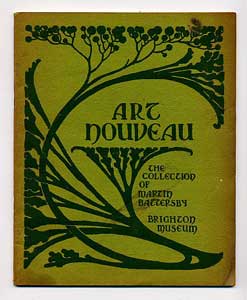 ART
NOUVEAU
THE
COLLECTION
OF
MARTIN
BATTERSBY
BRIGHTON
MUSEUM